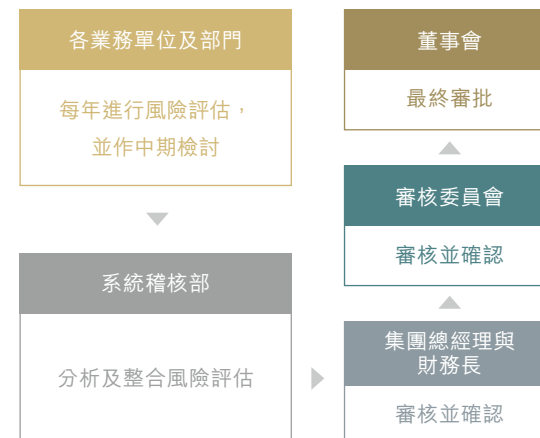 各業務單位及部門
每年進行風險評估，
並作中期檢討
系統稽核部
分析及整合風險評估
集團總經理與
財務長
審核並確認
審核委員會
審核並確認
董事會
最終審批